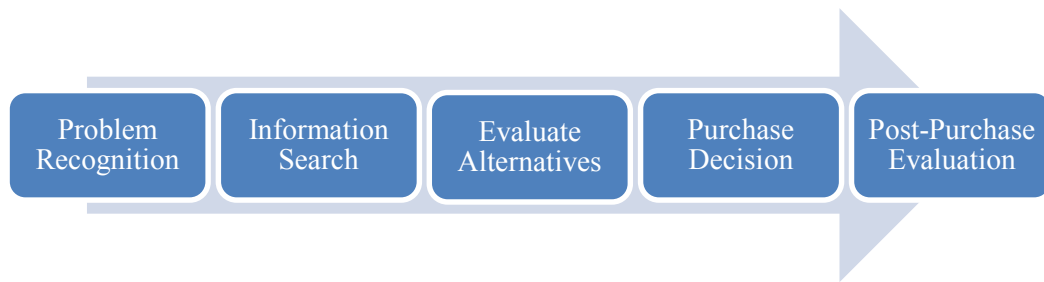 Problem
Recognition
Information
Search
Evaluate
Alternatives
Purchase
Decision
Post-Purchase
Evaluation